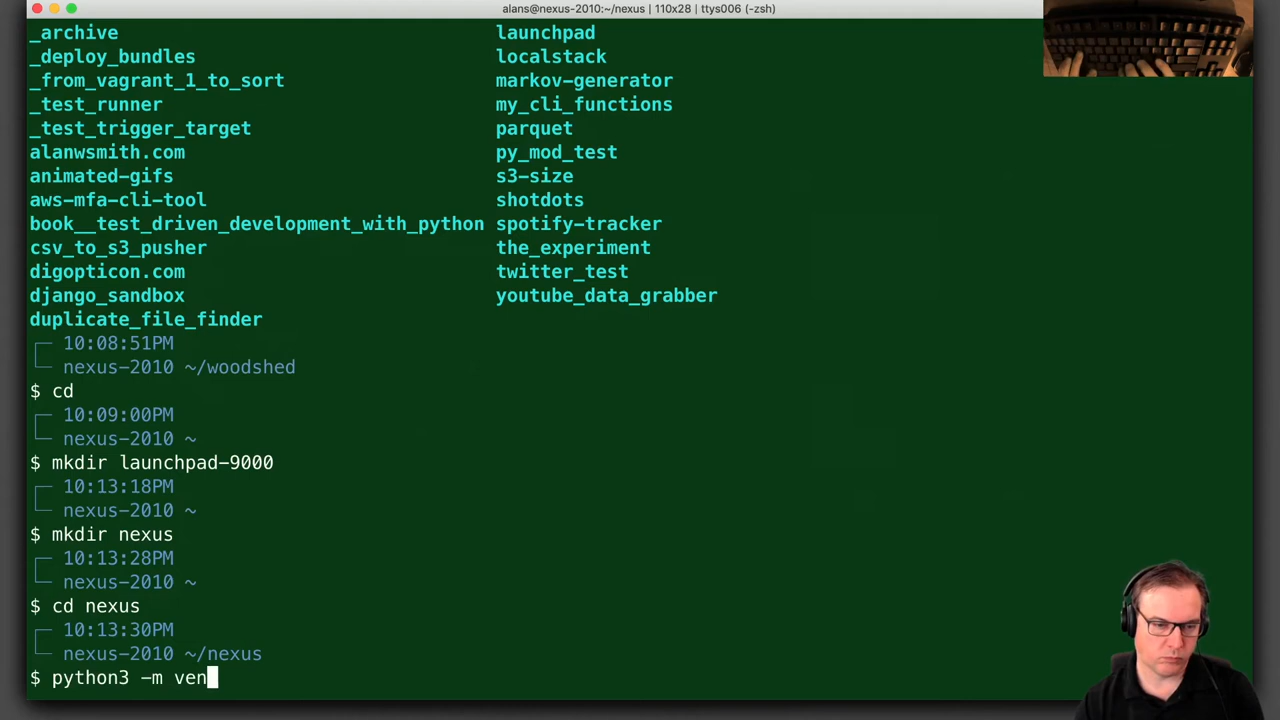 alans@nexus-2010:~/nexus | 110x28 | ttys006 (-zsh)
_archive launchpad
_deploy_bundles localstack
_from_vagrant_1_to_sort markov-generator
_test_runner my_cli_functions
_test_trigger_target parquet
alanwsmith.com py_mod_test
animated-gifs s3-size
aws-mfa-cli-tool shotdots
book__test_driven_development_with_python spotify-tracker
csv_to_s3_pusher the_experiment
digopticon.com twitter_test
django_sandbox youtube_data_grabber
duplicate_file_finder
10:08:51PM
nexus-2010 ~/woodshed
$ cd
10:09:00PM
nexus-2010 ~
$ mkdir launchpad-9000
10:13:18PM
nexus-2010 ~
$ mkdir nexus
10:13:28PM
nexus-2010 ~
$ cd nexus
10:13:30PM
nexus-2010 ~/nexus
$ python3 -m ven